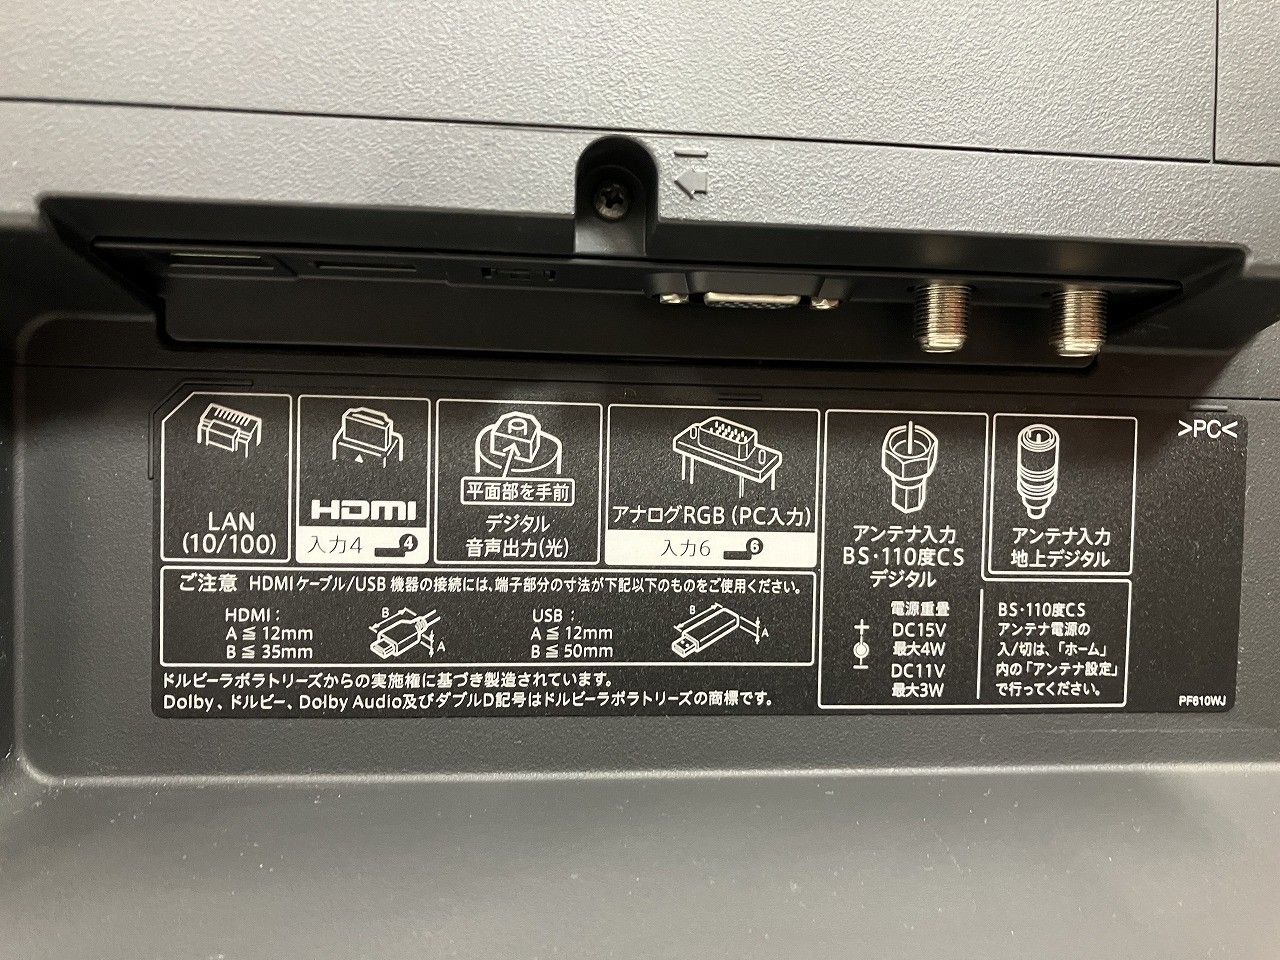 LAN
(10/100)
HDMI
入力4 4
平面部を手前
デジタル
音声出力(光)
アナログRGB(PC入力)
入力6 6
アンテナ入力
BS・110度CS
デジタル
アンテナ入力
地上デジタル
>PC<
ご注意 HDMIケーブル/USB機器の接続には、端子部分の寸法が下記以下のものをご使用ください。
HDMI:
A≦12mm
B≦35mm
B
A
USB:
A≦12mm
B≦50mm
B
A
電源重畳
DC15V
最大4W
DC11V
最大3W
BS・110度CS
アンテナ電源の
入/切は、「ホーム」
内の「アンテナ設定」
で行ってください。
ドルビーラボラトリーズからの実施権に基づき製造されています。
Dolby、ドルビー、Dolby Audio及びダブルD記号はドルビーラボラトリーズの商標です。
PF610WJ